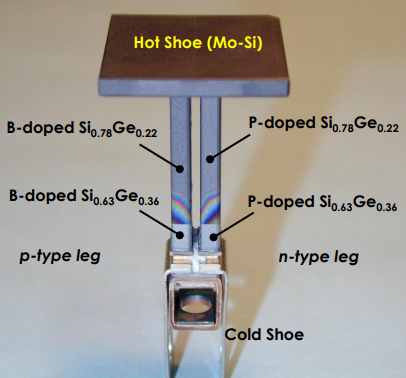 Hot Shoe (Mo-Si)
B-doped Si0.78Ge0.22
P-doped Si0.78Ge0.22
B-doped Si0.63Ge0.36
P-doped Si0.63Ge0.36
p-type leg
n-type leg
Cold Shoe